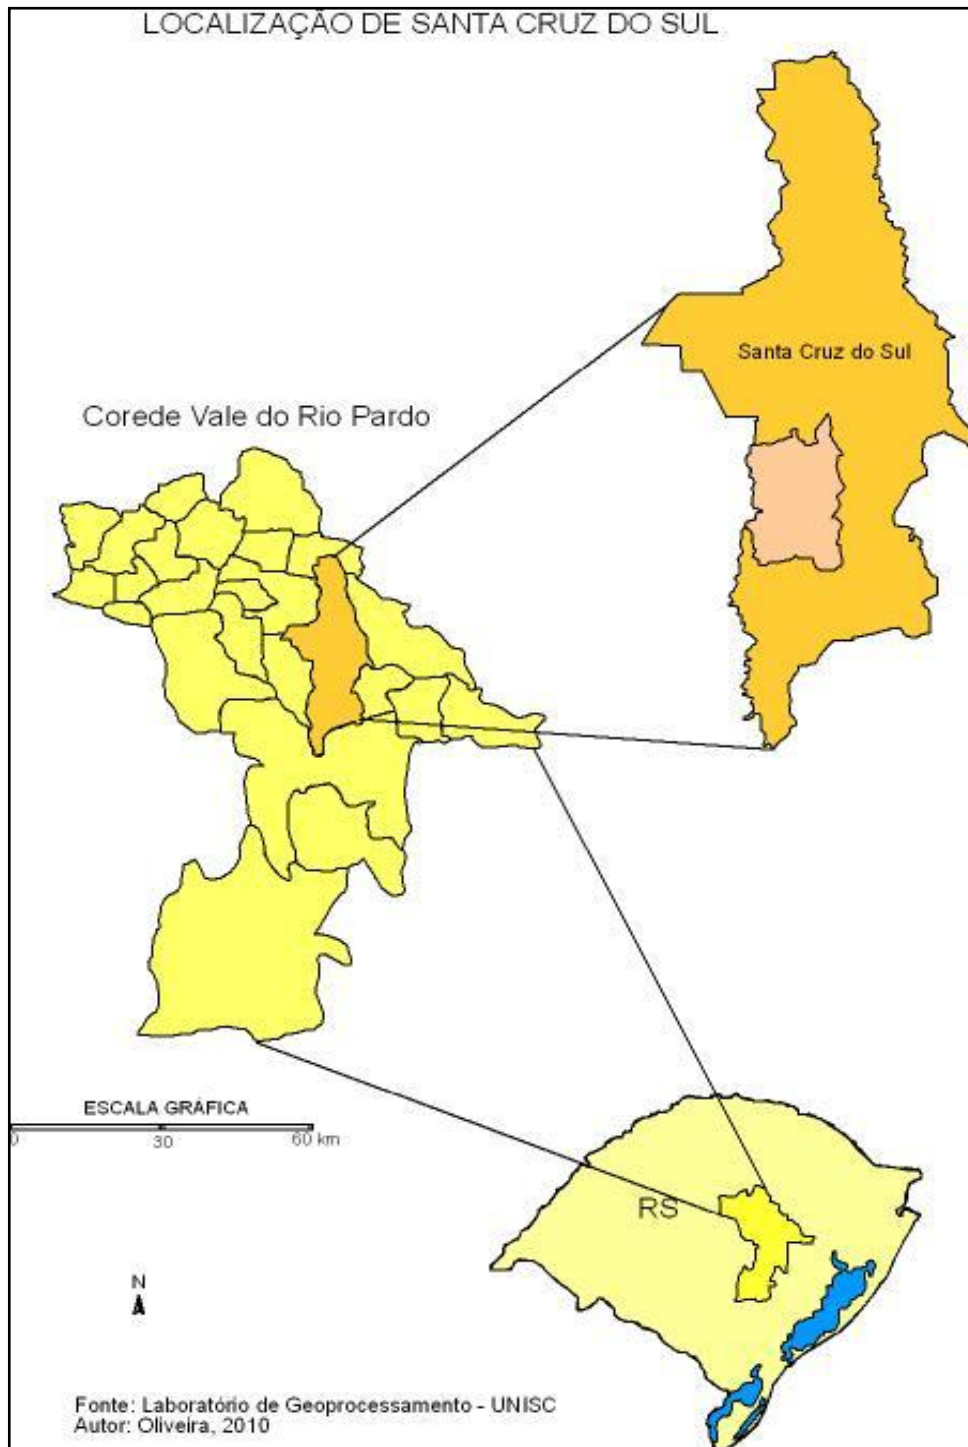 LOCALIZAÇÃO DE SANTA CRUZ DO SUL
Santa Cruz do Sul
Corede Vale do Rio Pardo
ESCALA GRÁFICA
0 30 60 km
RS
N
Fonte: Laboratório de Geoprocessamento - UNISC
Autor: Oliveira, 2010